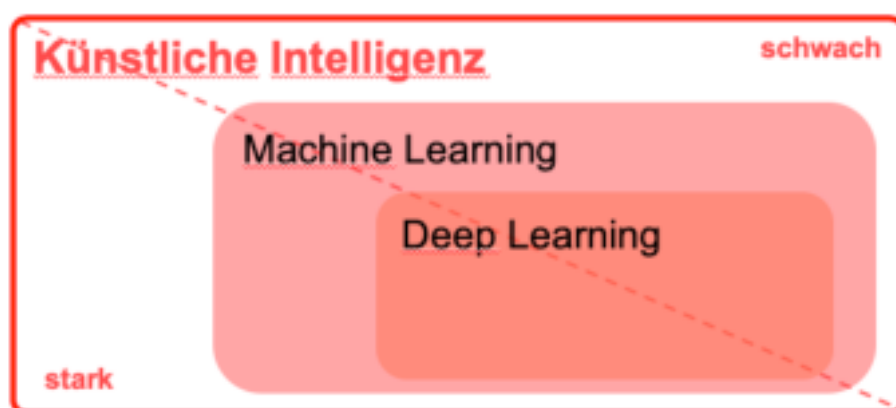 Künstliche Intelligenz
schwach
Machine Learning
Deep Learning
stark